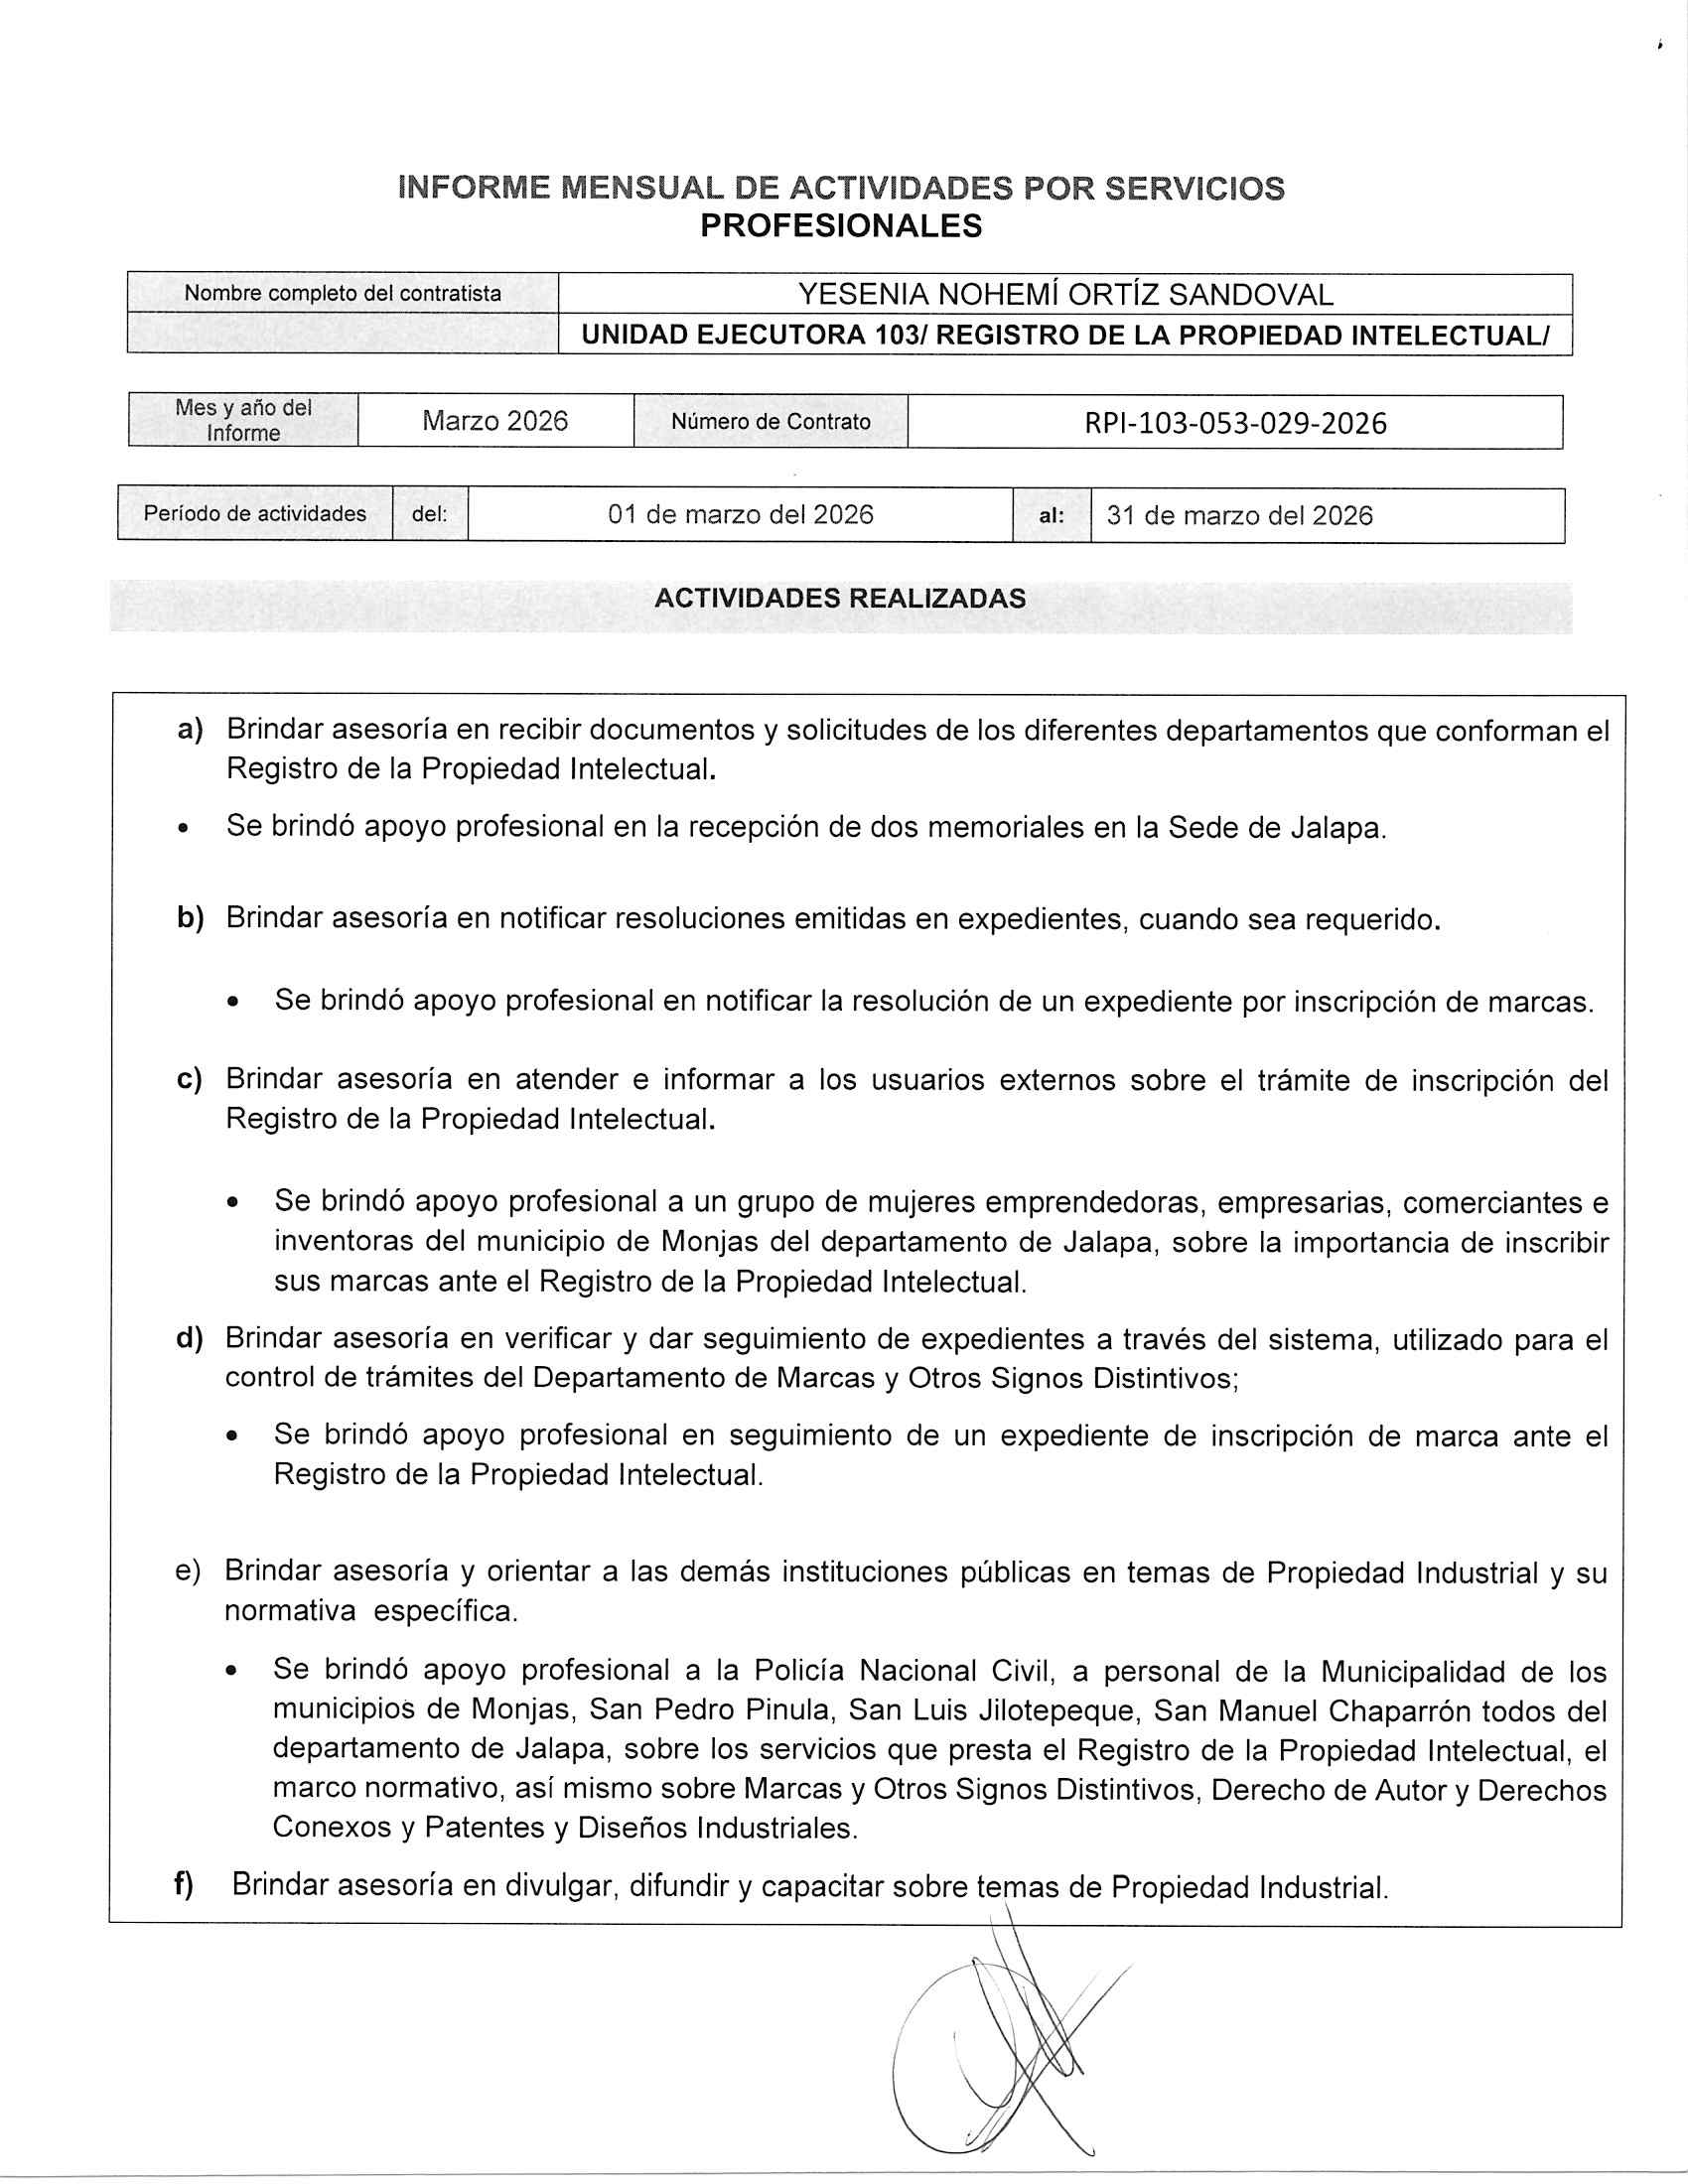 INFORME MENSUAL DE ACTIVIDADES POR SERVICIOS
PROFESIONALES
Nombre completo del contratista
YESENIA NOHEMÍ ORTÍZ SANDOVAL
UNIDAD EJECUTORA 103/ REGISTRO DE LA PROPIEDAD INTELECTUAL/
Mes y año del
Informe
Marzo 2026
Número de Contrato
RPI-103-053-029-2026
Período de actividades
del:
01 de marzo del 2026
al:
31 de marzo del 2026
ACTIVIDADES REALIZADAS
a) Brindar asesoría en recibir documentos y solicitudes de los diferentes departamentos que conforman el
Registro de la Propiedad Intelectual.
• Se brindó apoyo profesional en la recepción de dos memoriales en la Sede de Jalapa.
b) Brindar asesoría en notificar resoluciones emitidas en expedientes, cuando sea requerido.
• Se brindó apoyo profesional en notificar la resolución de un expediente por inscripción de marcas.
c) Brindar asesoría en atender e informar a los usuarios externos sobre el trámite de inscripción del
Registro de la Propiedad Intelectual.
• Se brindó apoyo profesional a un grupo de mujeres emprendedoras, empresarias, comerciantes e
inventoras del municipio de Monjas del departamento de Jalapa, sobre la importancia de inscribir
sus marcas ante el Registro de la Propiedad Intelectual.
d) Brindar asesoría en verificar y dar seguimiento de expedientes a través del sistema, utilizado para el
control de trámites del Departamento de Marcas y Otros Signos Distintivos;
• Se brindó apoyo profesional en seguimiento de un expediente de inscripción de marca ante el
Registro de la Propiedad Intelectual.
e) Brindar asesoría y orientar a las demás instituciones públicas en temas de Propiedad Industrial y su
normativa específica.
• Se brindó apoyo profesional a la Policía Nacional Civil, a personal de la Municipalidad de los
municipios de Monjas, San Pedro Pinula, San Luis Jilotepeque, San Manuel Chaparrón todos del
departamento de Jalapa, sobre los servicios que presta el Registro de la Propiedad Intelectual, el
marco normativo, así mismo sobre Marcas y Otros Signos Distintivos, Derecho de Autor y Derechos
Conexos y Patentes y Diseños Industriales.
f) Brindar asesoría en divulgar, difundir y capacitar sobre temas de Propiedad Industrial.